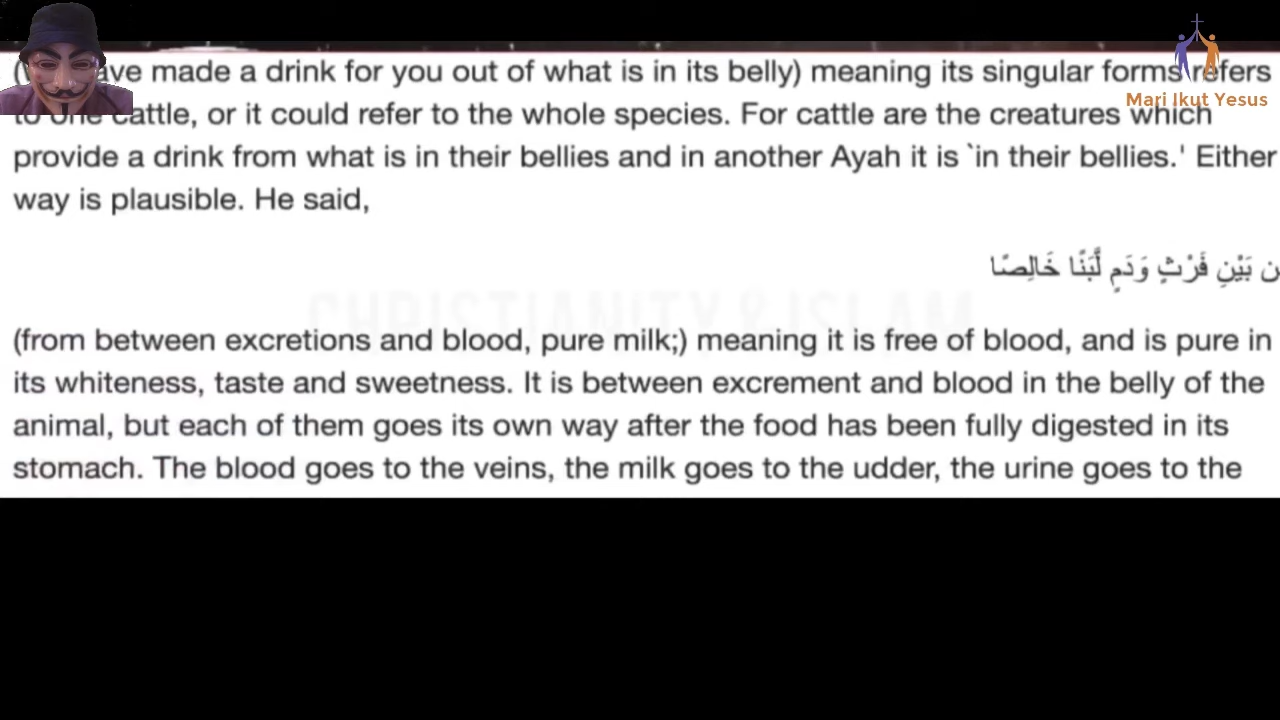 ave made a drink for you out of what is in its belly) meaning its singular forms refers
Mari Ikut Yesus
to one cattle, or it could refer to the whole species. For cattle are the creatures which
provide a drink from what is in their bellies and in another Ayah it is `in their bellies.' Either
way is plausible. He said,
بَيْنِ فَرْثٍ وَدَمٍ لَّبَنًا خَالِصًا
CHRISTIANITY & ISLAM
(from between excretions and blood, pure milk;) meaning it is free of blood, and is pure in
its whiteness, taste and sweetness. It is between excrement and blood in the belly of the
animal, but each of them goes its own way after the food has been fully digested in its
stomach. The blood goes to the veins, the milk goes to the udder, the urine goes to the